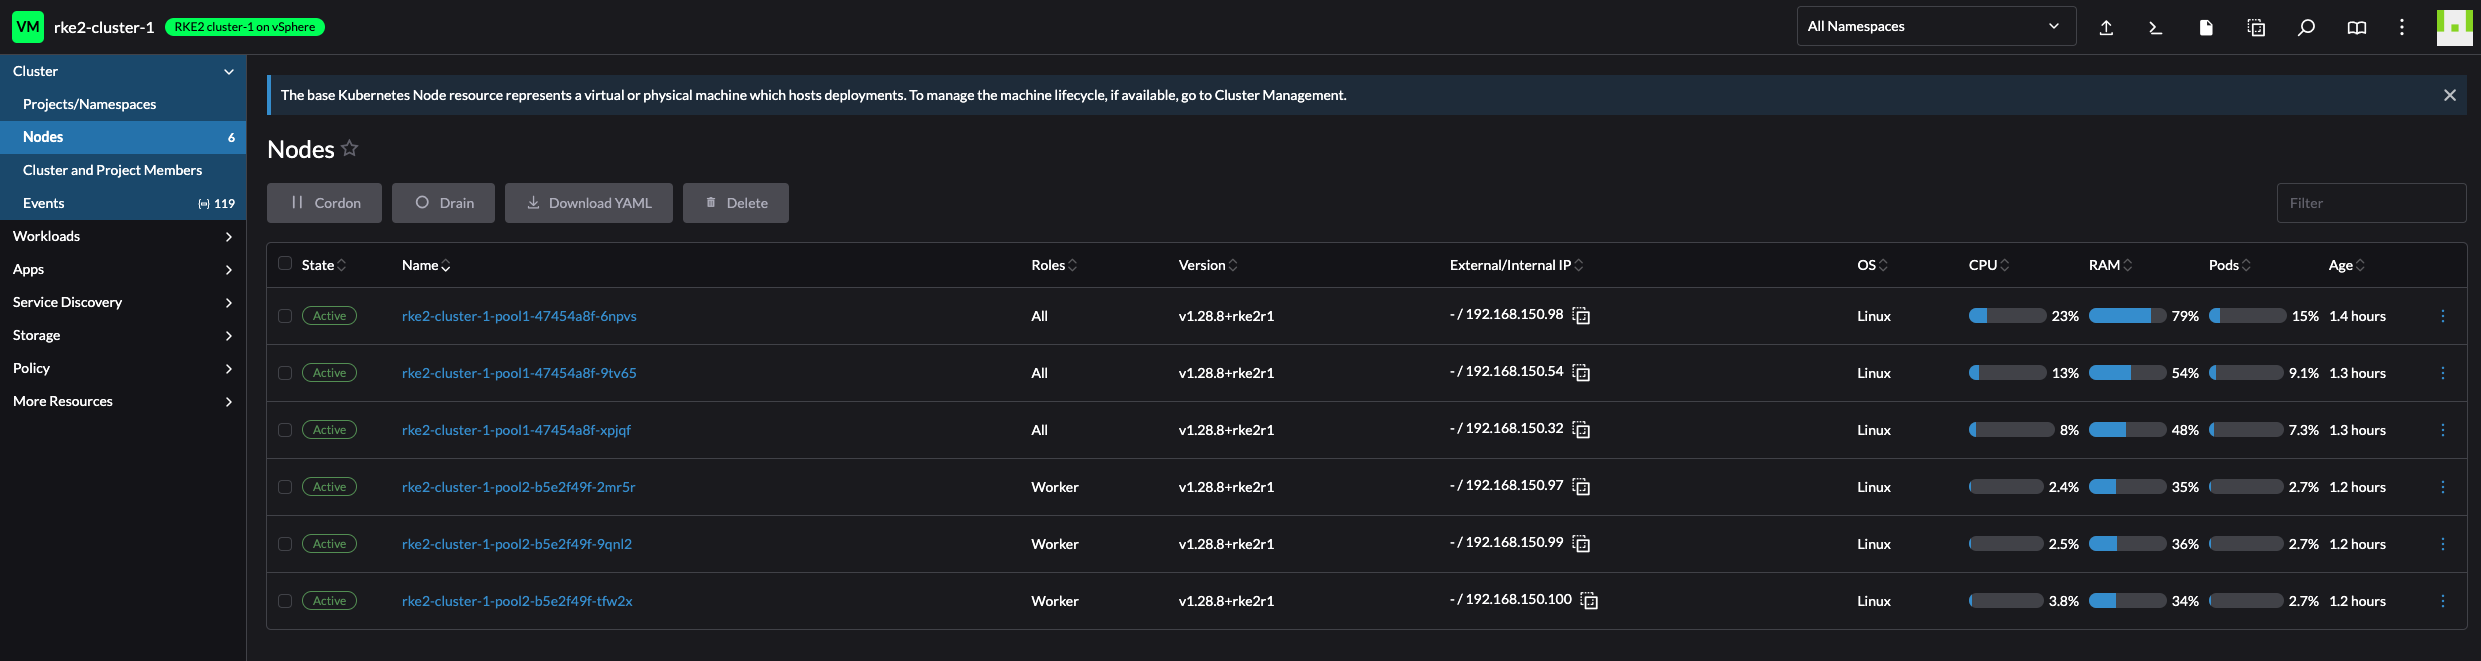 VM rke2-cluster-1 RKE2 cluster-1 on vSphere All Namespaces
Cluster
Projects/Namespaces
Nodes 6
Cluster and Project Members
Events 119
Workloads
Apps
Service Discovery
Storage
Policy
More Resources
The base Kubernetes Node resource represents a virtual or physical machine which hosts deployments. To manage the machine lifecycle, if available, go to Cluster Management.
Nodes
Cordon Drain Download YAML Delete Filter
State Name Roles Version External/Internal IP OS CPU RAM Pods Age
Active rke2-cluster-1-pool1-47454a8f-6npvs All v1.28.8+rke2r1 - / 192.168.150.98 Linux 23% 79% 15% 1.4 hours
Active rke2-cluster-1-pool1-47454a8f-9tv65 All v1.28.8+rke2r1 - / 192.168.150.54 Linux 13% 54% 9.1% 1.3 hours
Active rke2-cluster-1-pool1-47454a8f-xpjqf All v1.28.8+rke2r1 - / 192.168.150.32 Linux 8% 48% 7.3% 1.3 hours
Active rke2-cluster-1-pool2-b5e2f49f-2mr5r Worker v1.28.8+rke2r1 - / 192.168.150.97 Linux 2.4% 35% 2.7% 1.2 hours
Active rke2-cluster-1-pool2-b5e2f49f-9qnl2 Worker v1.28.8+rke2r1 - / 192.168.150.99 Linux 2.5% 36% 2.7% 1.2 hours
Active rke2-cluster-1-pool2-b5e2f49f-tfw2x Worker v1.28.8+rke2r1 - / 192.168.150.100 Linux 3.8% 34% 2.7% 1.2 hours